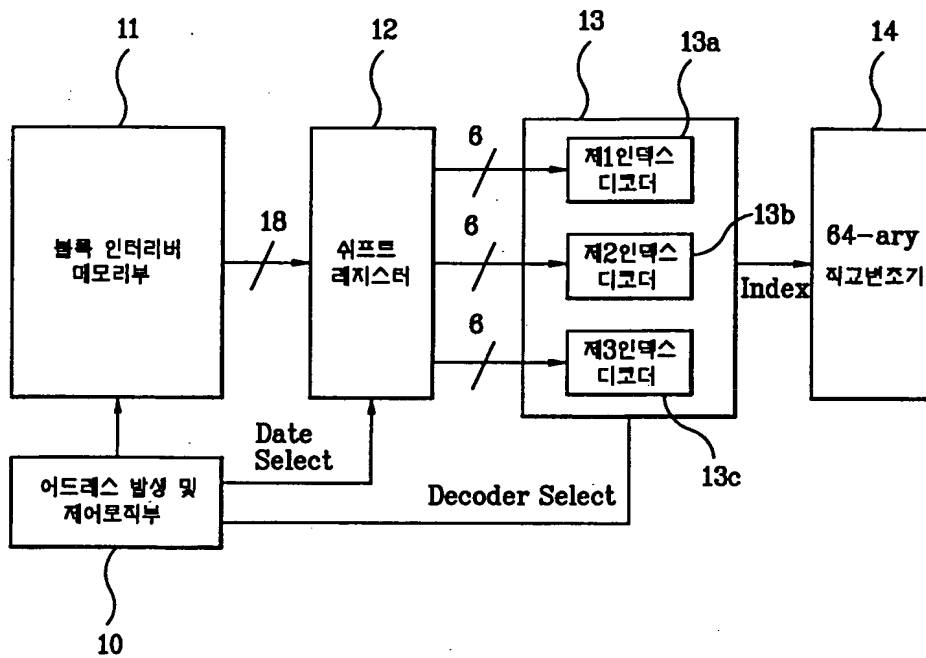 11
12
13
13a
14
블록 인터리버
메모리부
18
쉬프트
레지스터
6
6
6
제1인덱스
디코더
제2인덱스
디코더
13b
제3인덱스
디코더
13c
Index
64-ary
직교변조기
어드레스 발생 및
제어로직부
10
Date
Select
Decoder Select